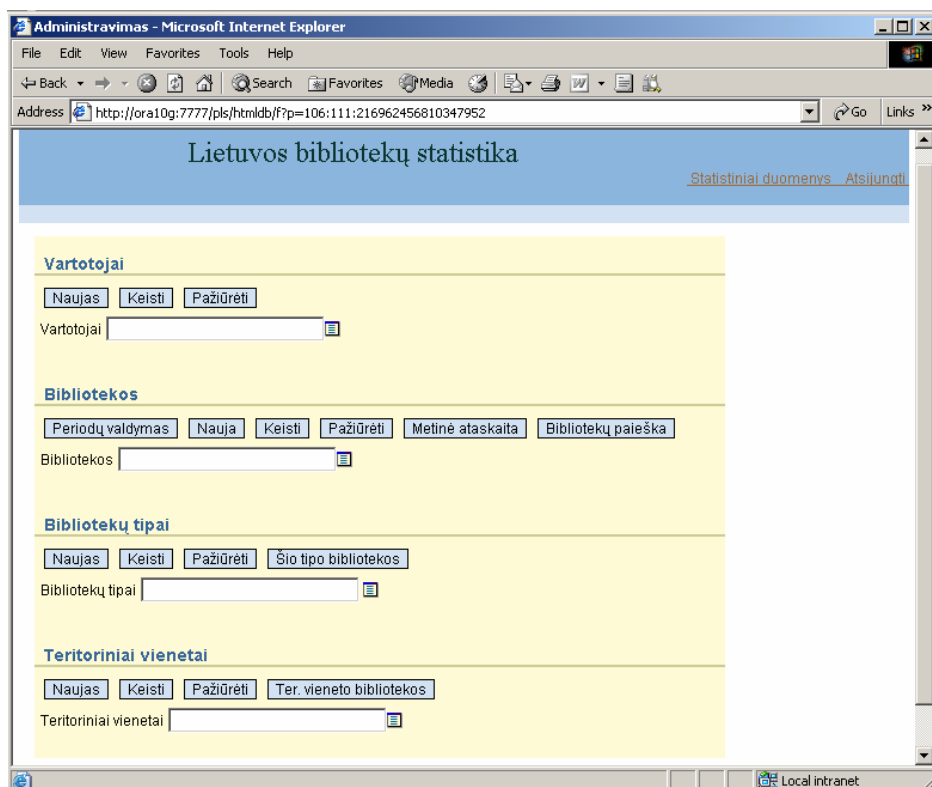 Administravimas - Microsoft Internet Explorer
File Edit View Favorites Tools Help
Back Search Favorites Media
Address http://ora10g:7777/pls/htmldb/f?p=106:111:216962456810347952 Go Links »
Lietuvos bibliotekų statistika
Statistiniai duomenys Atsijungti
Vartotojai
Naujas Keisti Pažiūrėti
Vartotojai
Bibliotekos
Periodų valdymas Nauja Keisti Pažiūrėti Metinė ataskaita Bibliotekų paieška
Bibliotekos
Bibliotekų tipai
Naujas Keisti Pažiūrėti Šio tipo bibliotekos
Bibliotekų tipai
Teritoriniai vienetai
Naujas Keisti Pažiūrėti Ter. vieneto bibliotekos
Teritoriniai vienetai
Local intranet